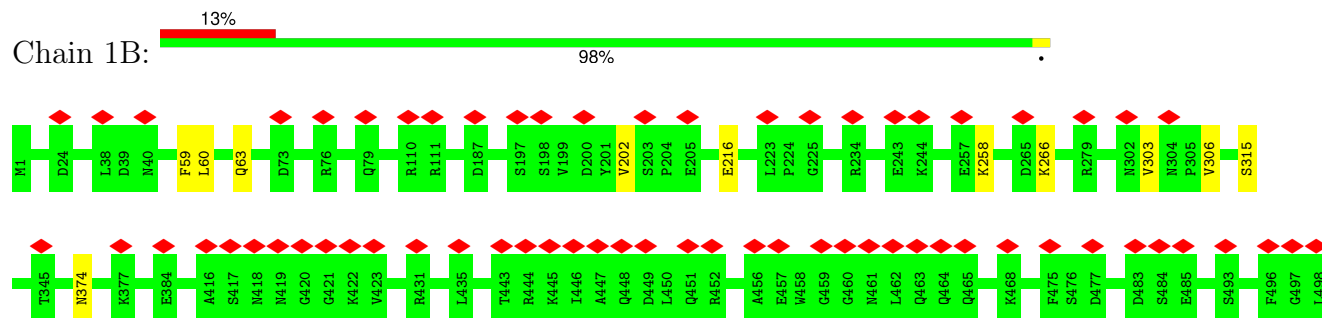 13%
Chain 1B:
98%
.
M1 D24 L38 D39 N40 F59 L60 Q63 D73 R76 Q79 R110 R111 D187 S197 S198 V199 D200 Y201 V202 S203 P204 E205 E216 L223 P224 G225 R234 E243 K244 E257 K258 D265 K266 R279 N302 V303 N304 P305 V306 S315
T345 N374 K377 E384 A416 S417 N418 N419 G420 G421 K422 V423 R431 L435 T443 R444 K445 I446 A447 Q448 D449 L450 Q451 R452 A456 E457 W458 G459 G460 N461 L462 Q463 Q464 Q465 K468 F475 S476 D477 D483 S484 E485 S493 F496 G497 L498